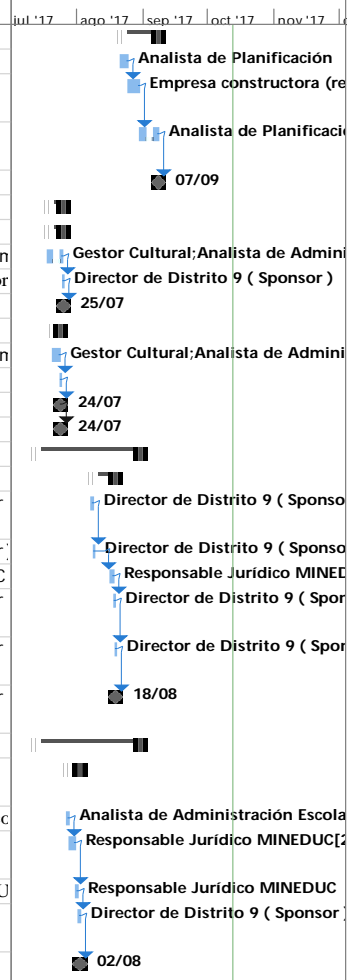 jul '17 ago '17 sep '17 oct '17 nov '17
Analista de Planificación
Empresa constructora (re
Analista de Planificació
07/09
Gestor Cultural;Analista de Admini
Director de Distrito 9 ( Sponsor )
25/07
Gestor Cultural;Analista de Admini
24/07
24/07
Director de Distrito 9 ( Sponso
Director de Distrito 9 ( Sponso
Responsable Jurídico MINED
Director de Distrito 9 ( Spon
Director de Distrito 9 ( Spor
18/08
Analista de Administración Escola
Responsable Jurídico MINEDUC[2
Responsable Jurídico MINEDUC
Director de Distrito 9 ( Sponsor )
02/08